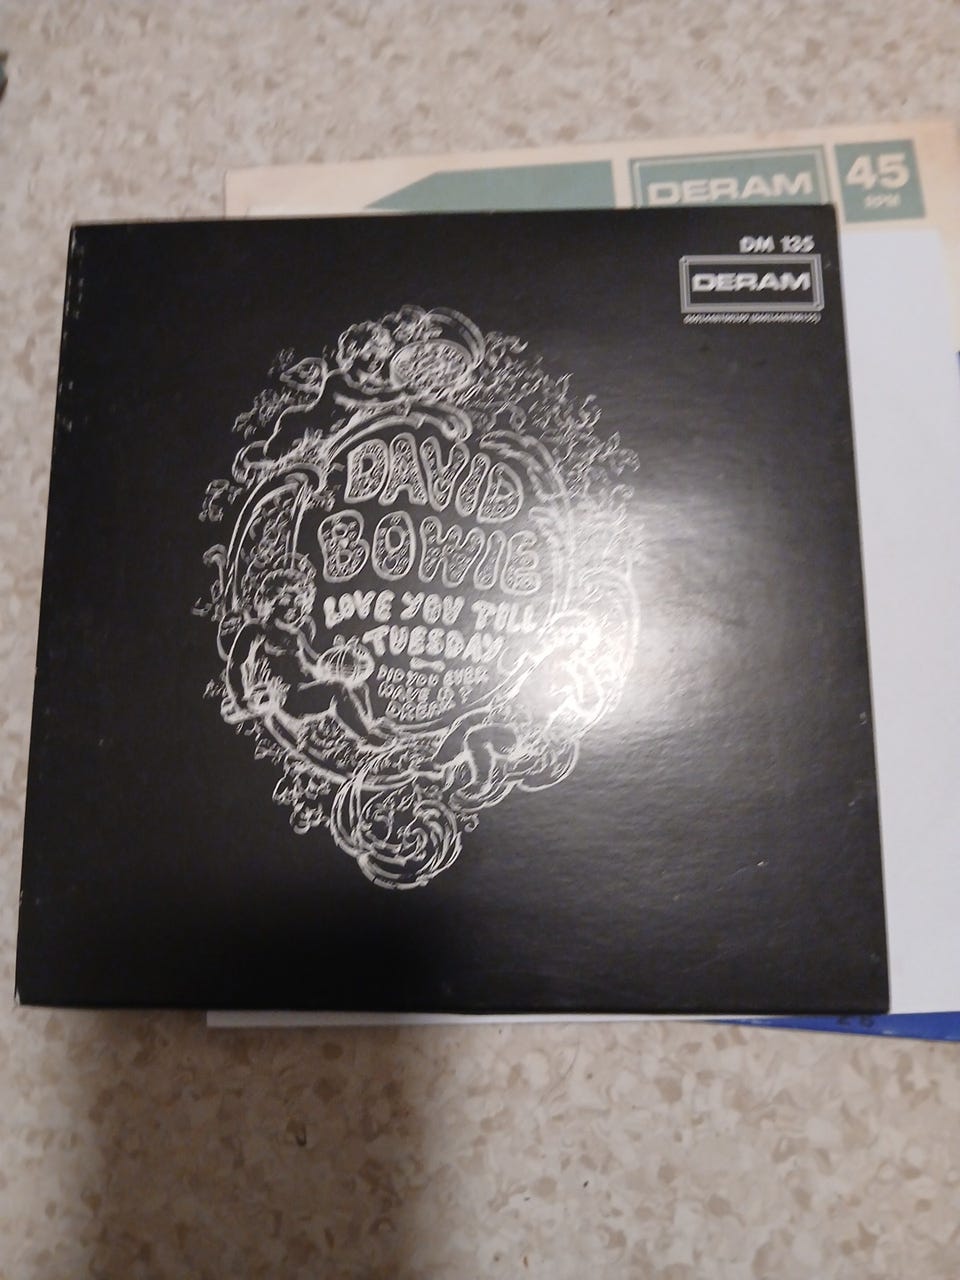 DERAM
45
RPM
DM 135
DERAM
DAVID
BOWIE
LOVE YOU TILL
TUESDAY
DID YOU EVER
HAVE A
DREAM